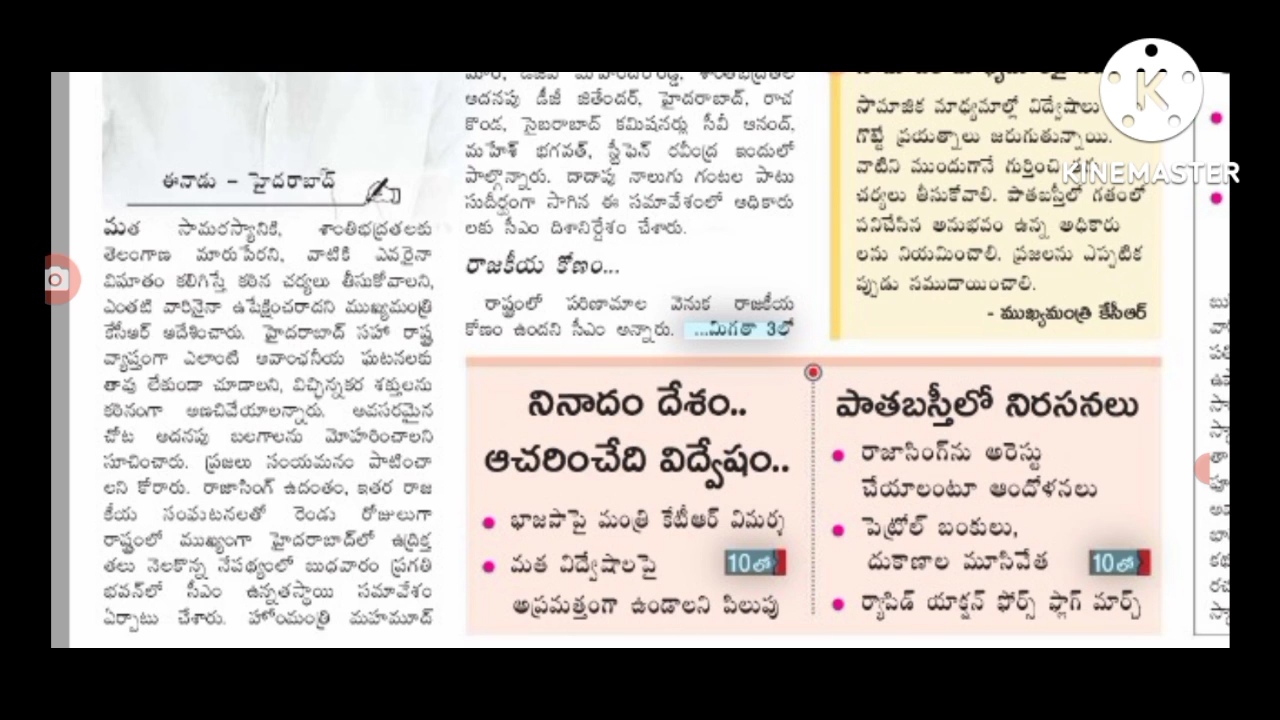 ఈనాడు – హైదరాబాద్
మత సామరస్యానికి, శాంతిభద్రతలకు
తెలంగాణ మారుపేరని, వాటికి ఎవరైనా
విఘాతం కలిగిస్తే కఠిన చర్యలు తీసుకోవాలని,
ఎంతటి వారినైనా ఉపేక్షించరాదని ముఖ్యమంత్రి
కేసీఆర్ ఆదేశించారు. హైదరాబాద్ సహా రాష్ట్ర
వ్యాప్తంగా ఎలాంటి అవాంఛనీయ ఘటనలకు
తావు లేకుండా చూడాలని, విచ్ఛిన్నకర శక్తులను
కఠినంగా అణచివేయాలన్నారు. అవసరమైన
చోట అదనపు బలగాలను మోహరించాలని
సూచించారు. ప్రజలు సంయమనం పాటించా
లని కోరారు. రాజాసింగ్ ఉదంతం, ఇతర రాజ
కీయ సంఘటనలతో రెండు రోజులుగా
రాష్ట్రంలో ముఖ్యంగా హైదరాబాద్‌లో ఉద్రిక్త
తలు నెలకొన్న నేపథ్యంలో బుధవారం ప్రగతి
భవన్‌లో సీఎం ఉన్నతస్థాయి సమావేశం
ఏర్పాటు చేశారు. హోంమంత్రి మహమూద్
అదనపు డీజీ జితేందర్, హైదరాబాద్, రాచ
కొండ, సైబరాబాద్ కమిషనర్లు సీవీ ఆనంద్,
మహేశ్ భగవత్, స్టీఫెన్ రవీంద్ర ఇందులో
పాల్గొన్నారు. దాదాపు నాలుగు గంటల పాటు
సుదీర్ఘంగా సాగిన ఈ సమావేశంలో అధికారు
లకు సీఎం దిశానిర్దేశం చేశారు.
రాజకీయ కోణం...
రాష్ట్రంలో పరిణామాల వెనుక రాజకీయ
కోణం ఉందని సీఎం అన్నారు. ...మిగతా 3లో
సామాజిక మాధ్యమాల్లో విద్వేషాలు
గొట్టే ప్రయత్నాలు జరుగుతున్నాయి.
వాటిని ముందుగానే గుర్తించి
చర్యలు తీసుకోవాలి. పాతబస్తీలో గతంలో
పనిచేసిన అనుభవం ఉన్న అధికారు
లను నియమించాలి. ప్రజలను ఎప్పటిక
ప్పుడు సముదాయించాలి.
- ముఖ్యమంత్రి కేసీఆర్
నినాదం దేశం..
ఆచరించేది విద్వేషం..
భాజపాపై మంత్రి కేటీఆర్ విమర్శ
మత విద్వేషాలపై 10లో
అప్రమత్తంగా ఉండాలని పిలుపు
పాతబస్తీలో నిరసనలు
రాజాసింగ్‌ను అరెస్టు
చేయాలంటూ ఆందోళనలు
పెట్రోల్ బంకులు,
దుకాణాల మూసివేత 10లో
ర్యాపిడ్ యాక్షన్ ఫోర్స్ ఫ్లాగ్ మార్చ్
K
KINEMASTER